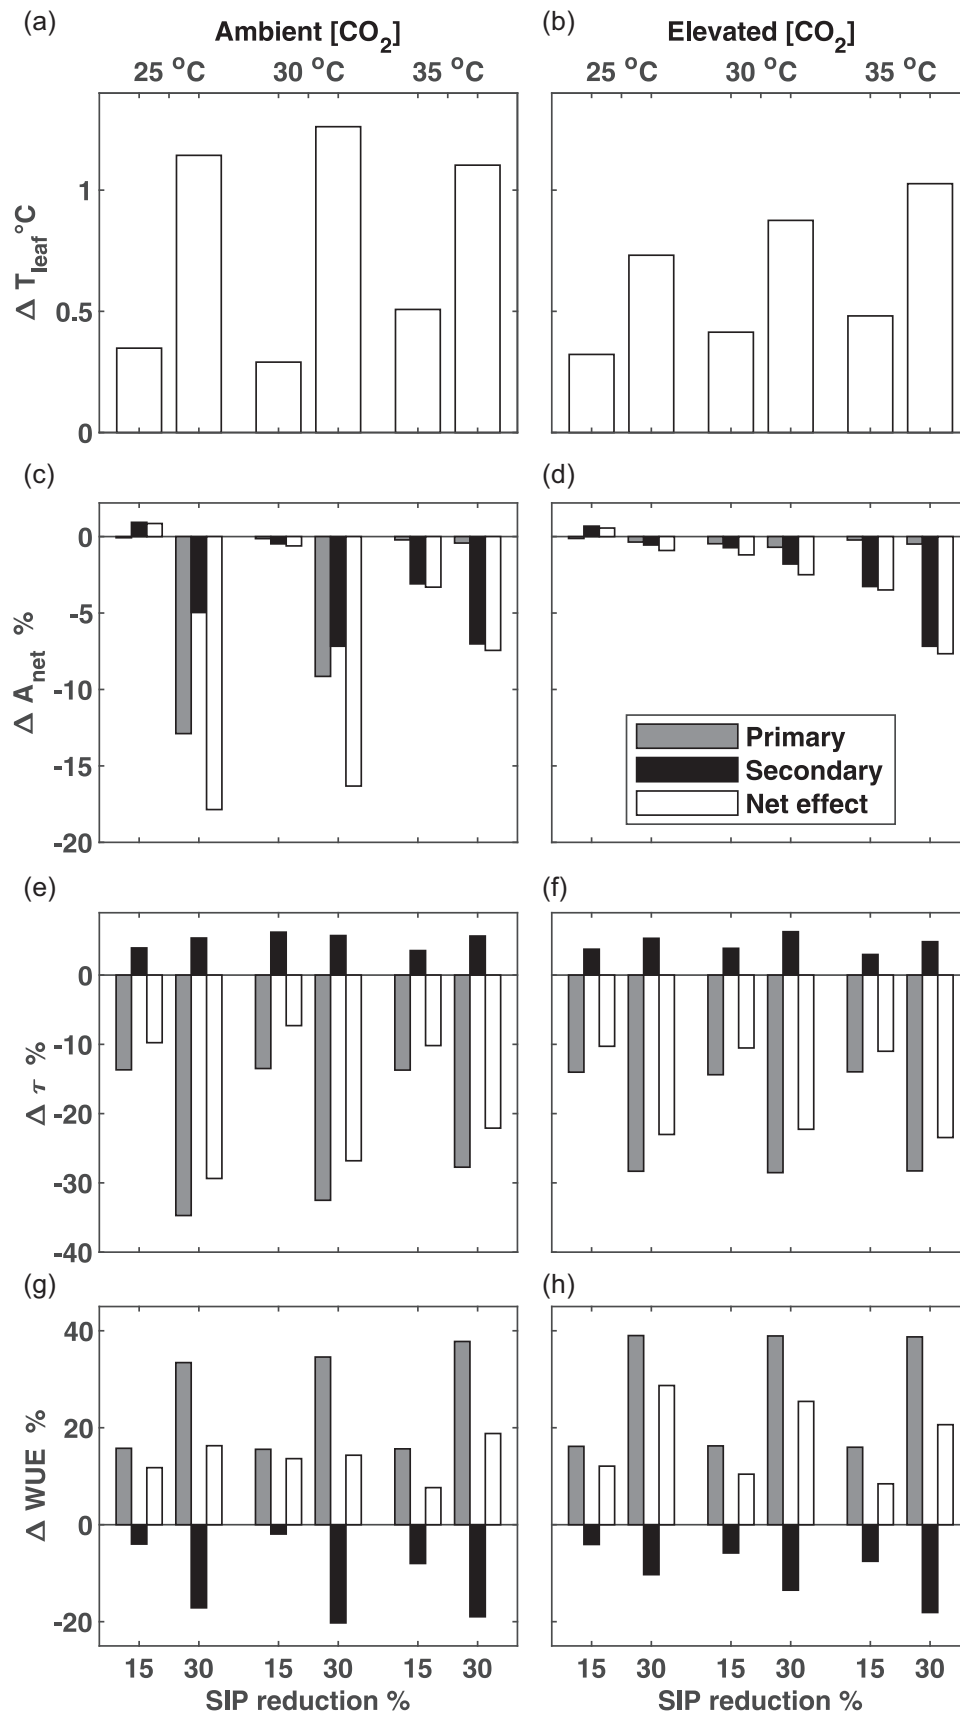 (a) Ambient [CO2] (b) Elevated [CO2]
25 °C 30 °C 35 °C 25 °C 30 °C 35 °C
1
0.5
0
Δ Tleaf °C
(c) (d)
0
-5
-10
-15
-20
Δ Anet %
Primary
Secondary
Net effect
(e) (f)
0
-10
-20
-30
-40
Δ τ %
(g) (h)
40
20
0
-20
Δ WUE %
15 30 15 30 15 30 15 30 15 30 15 30
SIP reduction % SIP reduction %